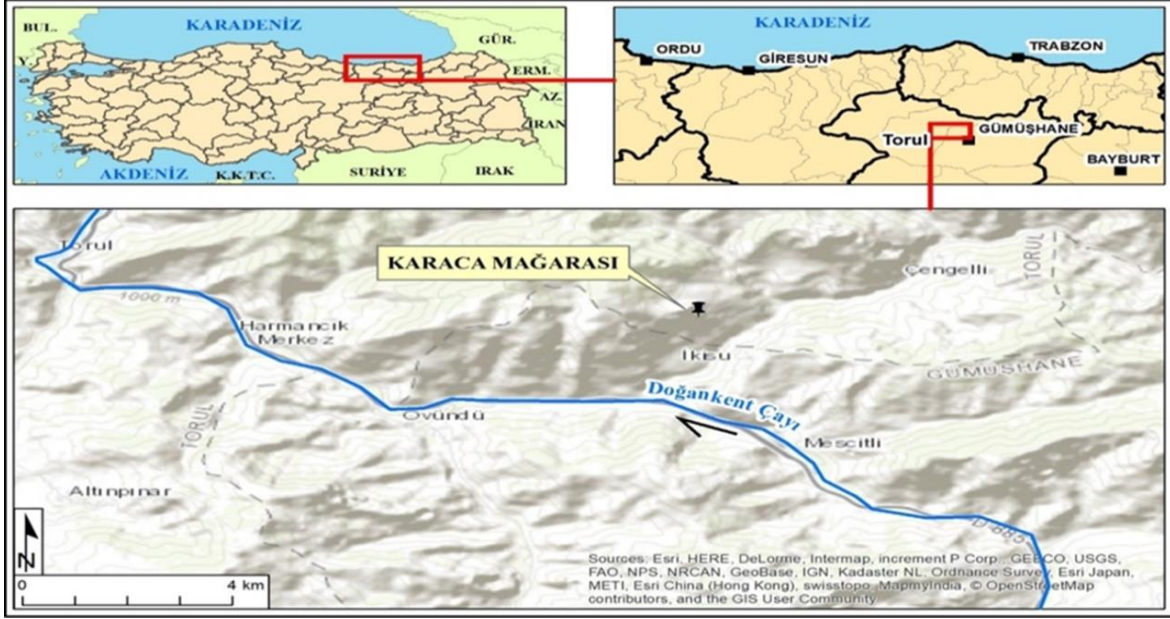 KARADENİZ
BUL.
GÜR.
Y.
ERM.
AZ.
İRAN
AKDENİZ
K.K.T.C.
SURİYE
IRAK
KARADENİZ
ORDU
GİRESUN
TRABZON
Torul
GÜMÜŞHANE
BAYBURT
Torul
KARACA MAĞARASI
Çengelli
TORUL
1000 m
Harmancık
Merkez
İkisu
GÜMÜŞHANE
Doğankent Çayı
Övündü
TORUL
Mescitli
Altınpınar
D-885
N
0 4 km
Sources: Esri, HERE, DeLorme, Intermap, increment P Corp., GEBCO, USGS,
FAO, NPS, NRCAN, GeoBase, IGN, Kadaster NL, Ordnance Survey, Esri Japan,
METI, Esri China (Hong Kong), swisstopo, MapmyIndia, © OpenStreetMap
contributors, and the GIS User Community